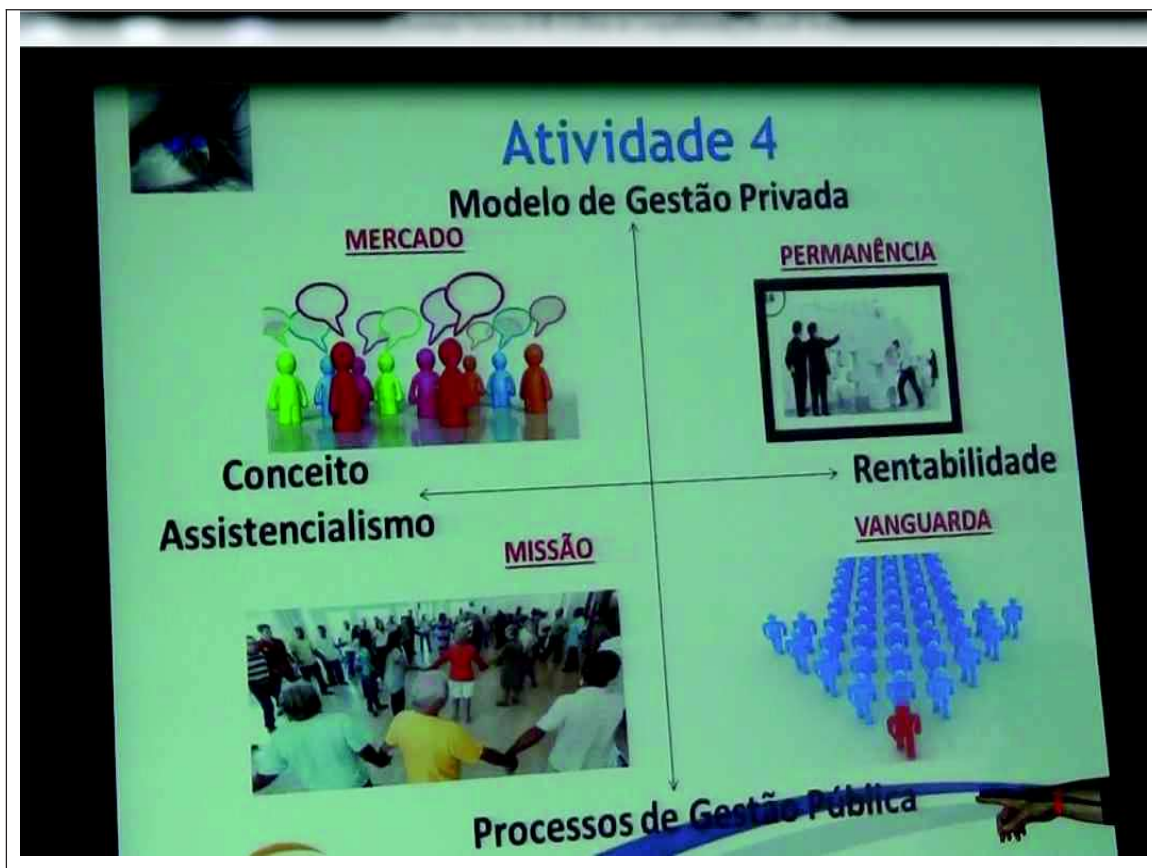 Atividade 4
Modelo de Gestão Privada
MERCADO
PERMANÊNCIA
Conceito
Assistencialismo
Rentabilidade
MISSÃO
VANGUARDA
Processos de Gestão Pública